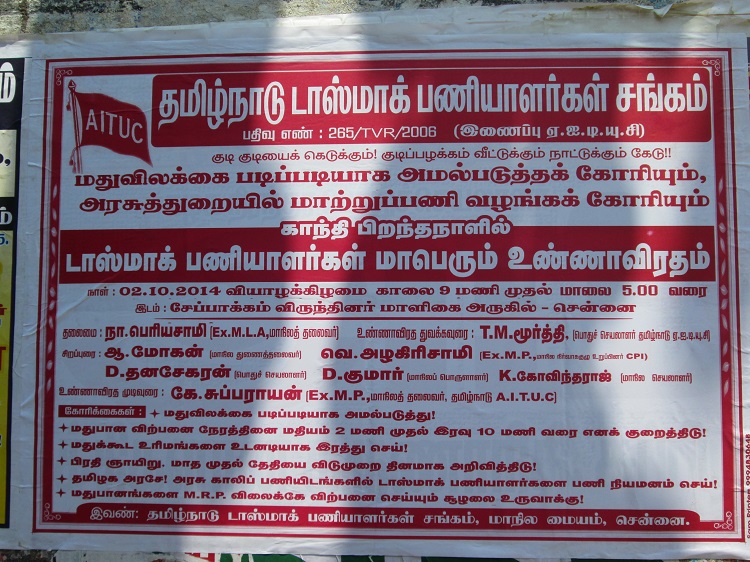 AITUC
தமிழ்நாடு டாஸ்மாக் பணியாளர்கள் சங்கம்
பதிவு எண் : 265/TVR/2006 (இணைப்பு ஏ.ஐ.டி.யு.சி)
குடி குடியைக் கெடுக்கும்! குடிப்பழக்கம் வீட்டுக்கும் நாட்டுக்கும் கேடு!!
மதுவிலக்கை படிப்படியாக அமல்படுத்தக் கோரியும்,
அரசுத்துறையில் மாற்றுப்பணி வழங்கக் கோரியும்
காந்தி பிறந்தநாளில்
டாஸ்மாக் பணியாளர்கள் மாபெரும் உண்ணாவிரதம்
நாள் : 02.10.2014 வியாழக்கிழமை காலை 9 மணி முதல் மாலை 5.00 வரை
இடம் : சேப்பாக்கம் விருந்தினர் மாளிகை அருகில் - சென்னை
தலைமை : நா.பெரியசாமி [Ex.M.L.A,மாநிலத் தலைவர்] உண்ணாவிரத துவக்கவுரை : T.M.மூர்த்தி, [பொதுச் செயலாளர் தமிழ்நாடு ஏ.ஐ.டி.யு.சி]
சிறப்புரை : ஆ.மோகன் [மாநில துணைத்தலைவர்] வெ.அழகிரிசாமி (Ex.M.P.,மாநில நிர்வாகக்குழு உறுப்பினர் CPI)
D.தனசேகரன் [பொதுச் செயலாளர்] D.குமார் [மாநிலப் பொருளாளர்] K.கோவிந்தராஜ் [மாநில செயலாளர்]
உண்ணாவிரத முடிவுரை : கே.சுப்பராயன் [Ex.M.P.,மாநிலத் தலைவர், தமிழ்நாடு A.I.T.U.C]
கோரிக்கைகள் : + மதுவிலக்கை படிப்படியாக அமல்படுத்து!
+ மதுபான விற்பனை நேரத்தினை மதியம் 2 மணி முதல் இரவு 10 மணி வரை எனக் குறைத்திடு!
+ மதுக்கூட உரிமங்களை உடனடியாக இரத்து செய்!
+ பிரதி ஞாயிறு, மாத முதல் தேதியை விடுமுறை தினமாக அறிவித்திடு!
+ தமிழக அரசே! அரசு காலிப் பணியிடங்களில் டாஸ்மாக் பணியாளர்களை பணி நியமனம் செய்!
+ மதுபானங்களை M.R.P. விலைக்கே விற்பனை செய்யும் சூழலை உருவாக்கு!
இவண்: தமிழ்நாடு டாஸ்மாக் பணியாளர்கள் சங்கம், மாநில மையம், சென்னை.